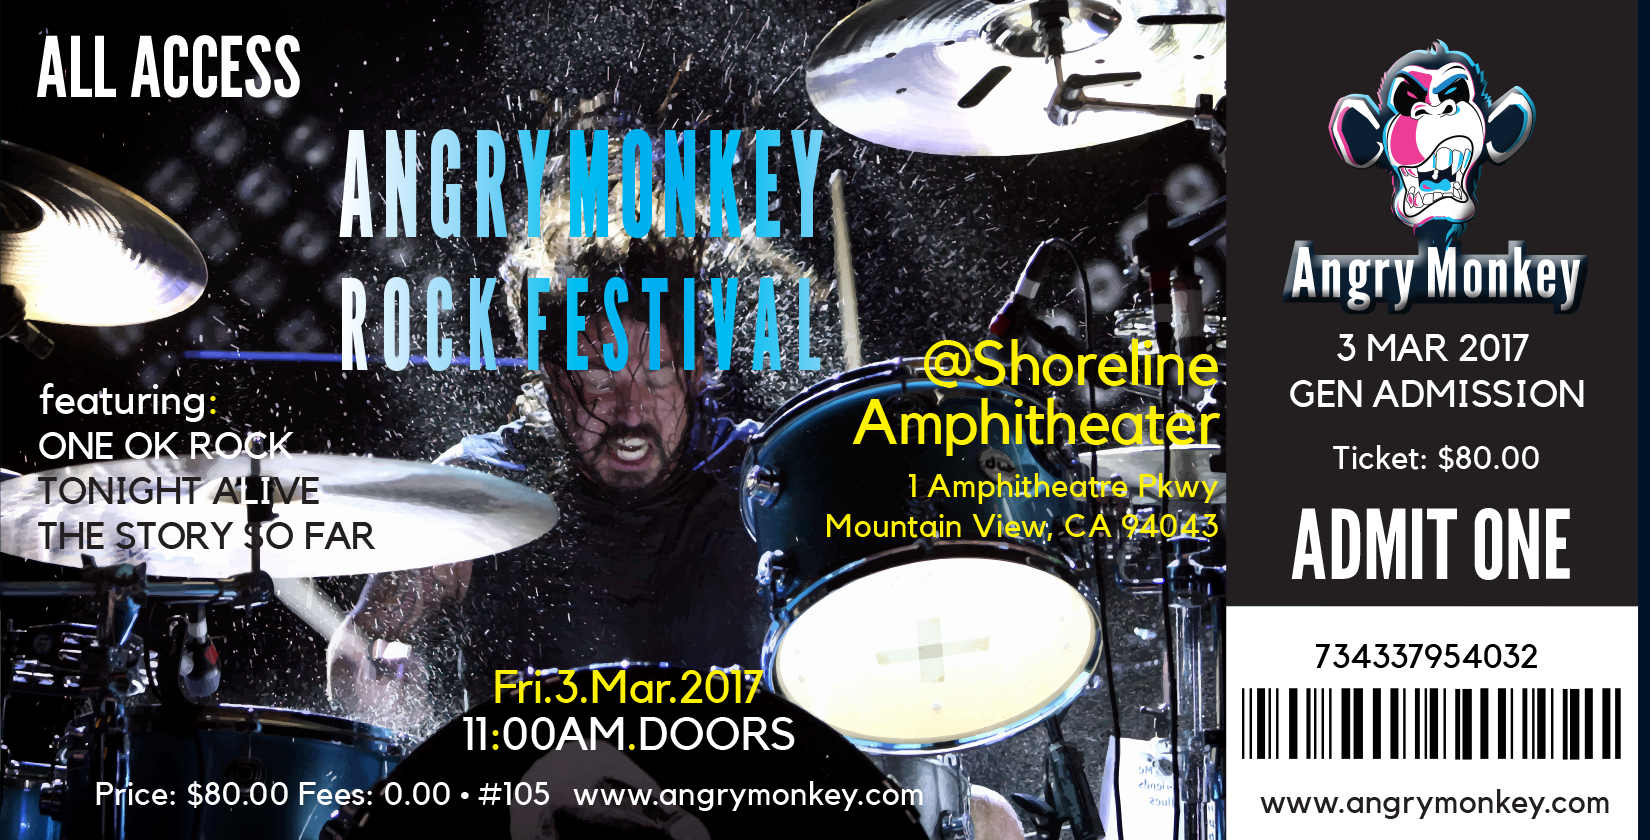 ALL ACCESS
ANGRY MONKEY
ROCK FESTIVAL
featuring:
ONE OK ROCK
TONIGHT ALIVE
THE STORY SO FAR
@Shoreline
Amphitheater
1 Amphitheatre Pkwy
Mountain View, CA 94043
Fri.3.Mar.2017
11:00AM.DOORS
Price: $80.00 Fees: 0.00 • #105 www.angrymonkey.com
Angry Monkey
3 MAR 2017
GEN ADMISSION
Ticket: $80.00
ADMIT ONE
734337954032
www.angrymonkey.com